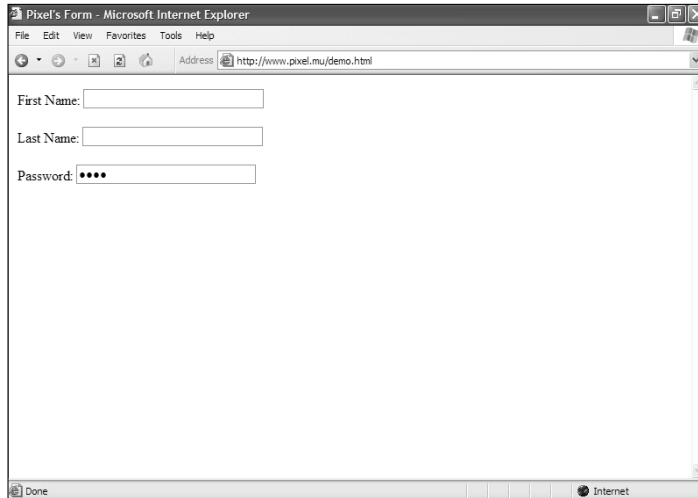 Pixel's Form - Microsoft Internet Explorer
File Edit View Favorites Tools Help
Address http://www.pixel.mu/demo.html
First Name:
Last Name:
Password: ••••
Done Internet